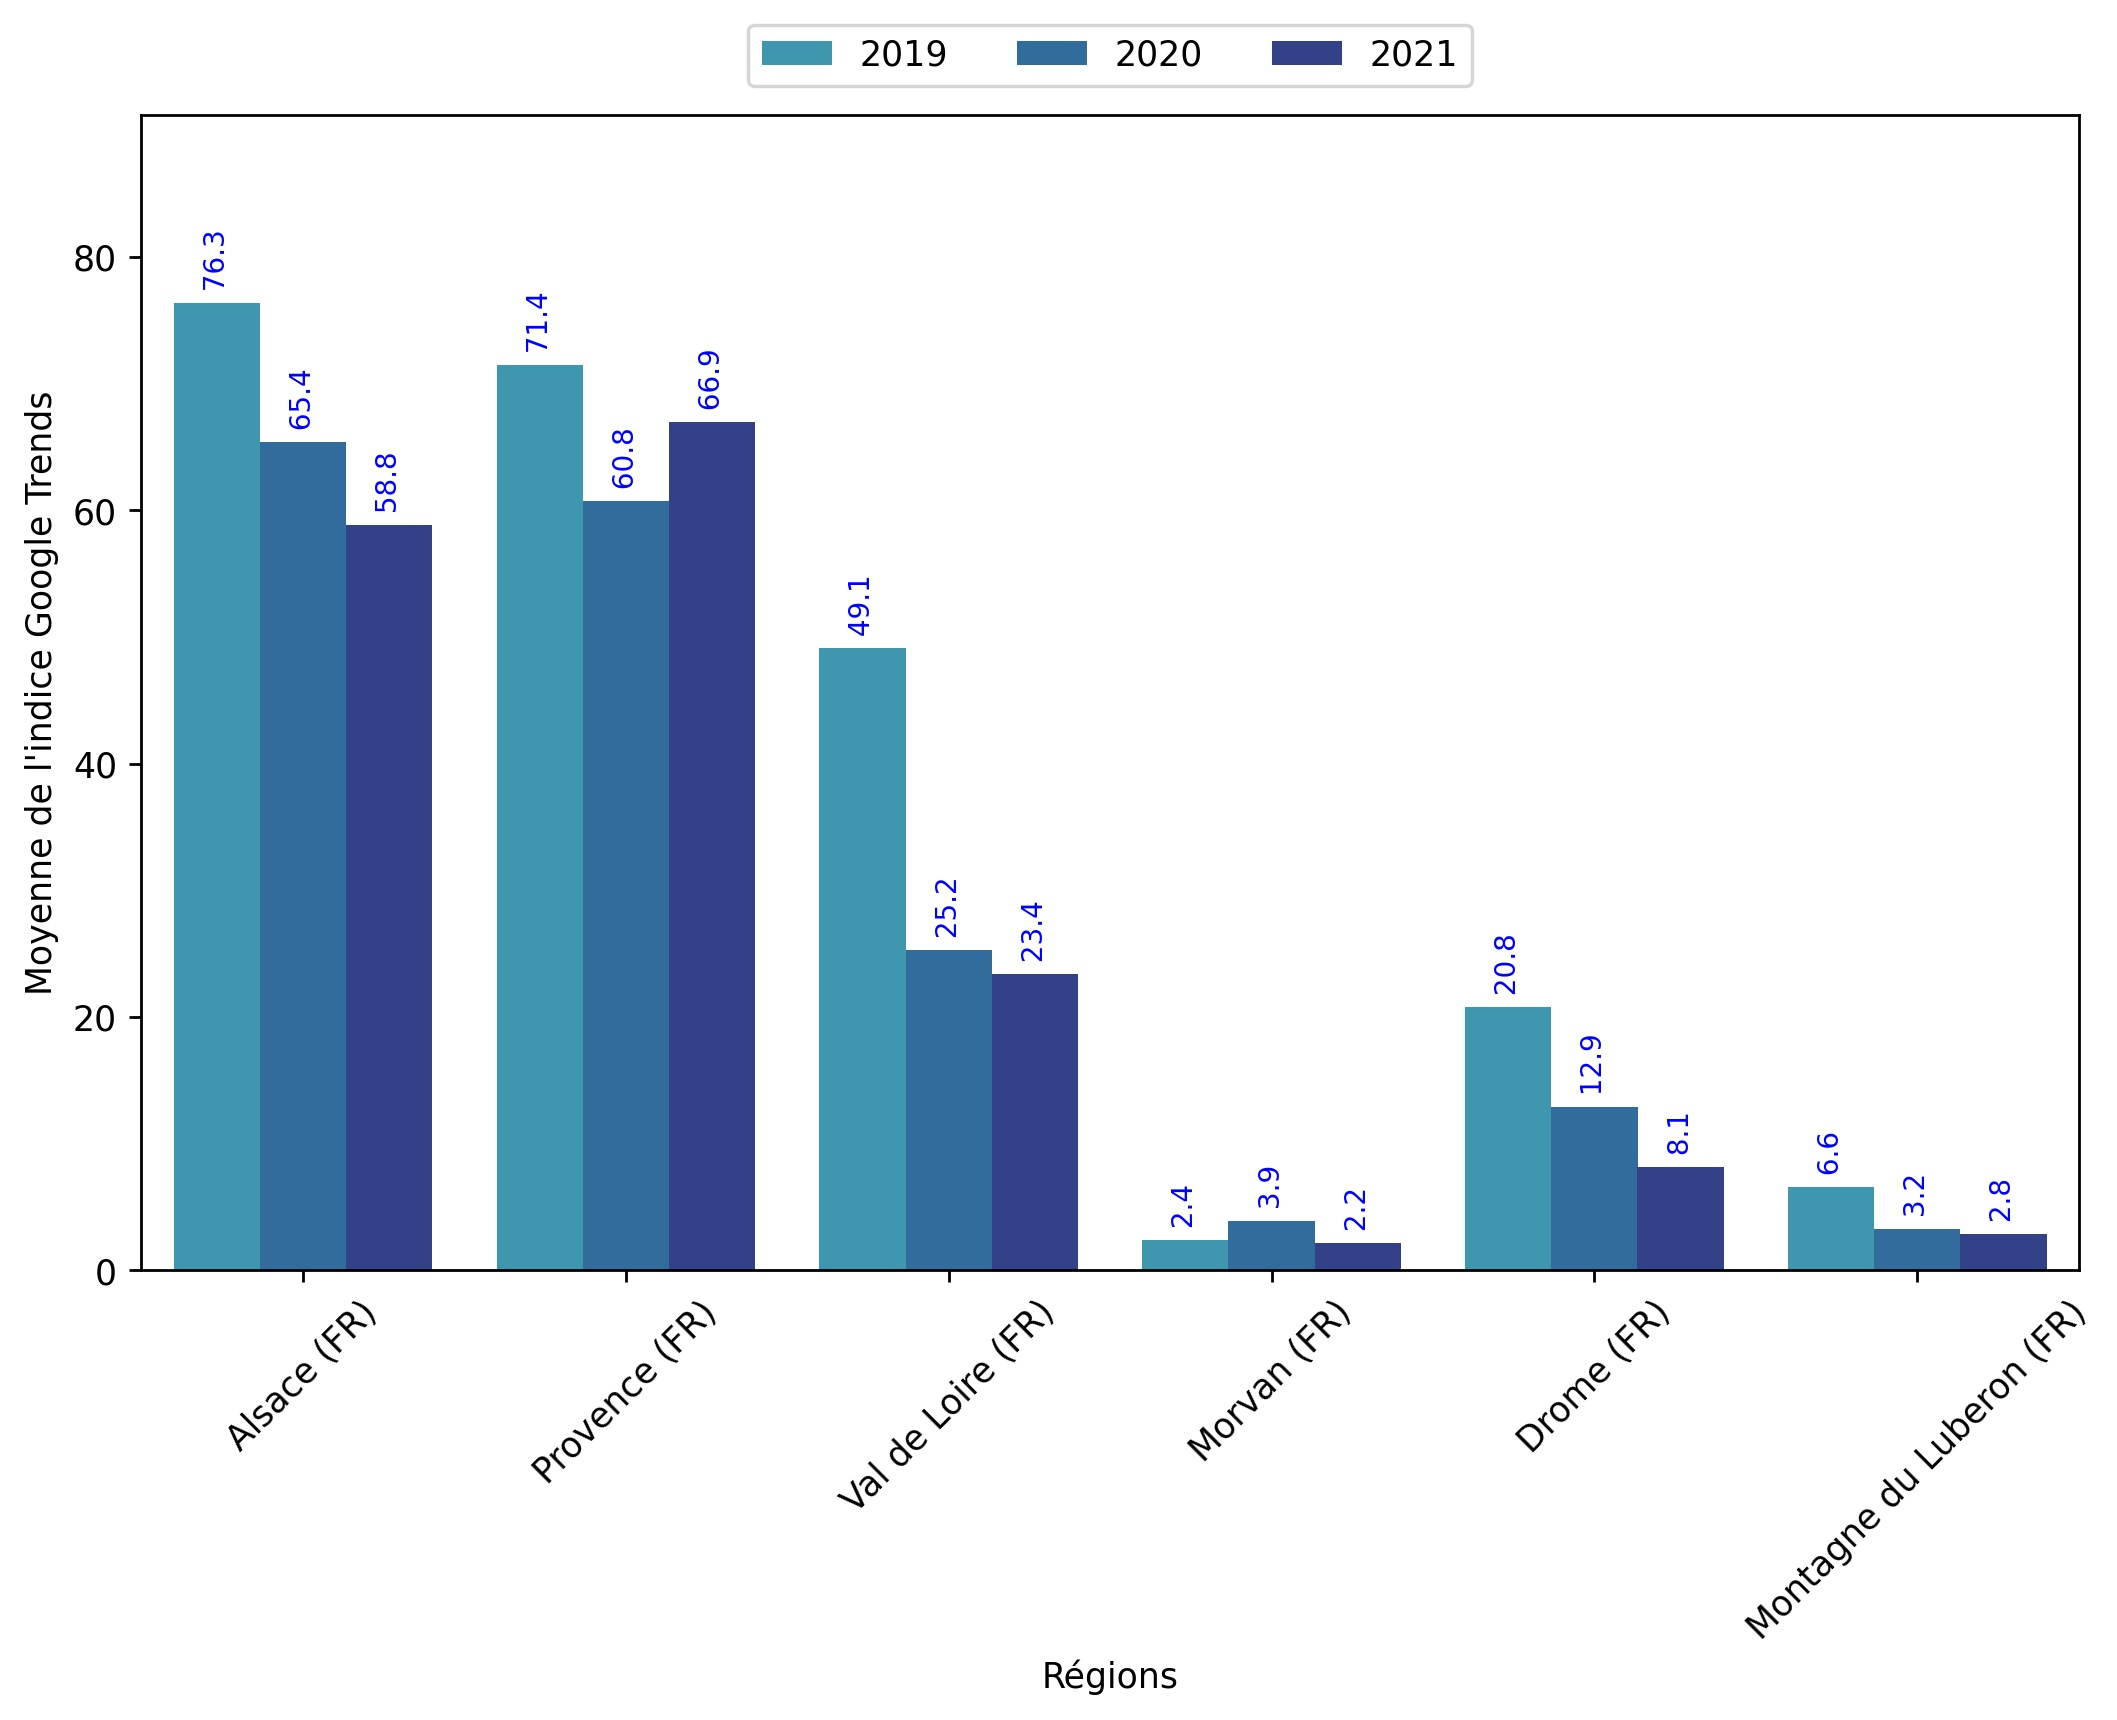 2019 2020 2021
Moyenne de l'indice Google Trends
80
60
40
20
0
76.3
65.4
58.8
71.4
60.8
66.9
49.1
25.2
23.4
2.4
3.9
2.2
20.8
12.9
8.1
6.6
3.2
2.8
Alsace (FR)
Provence (FR)
Val de Loire (FR)
Morvan (FR)
Drome (FR)
Montagne du Luberon (FR)
Régions